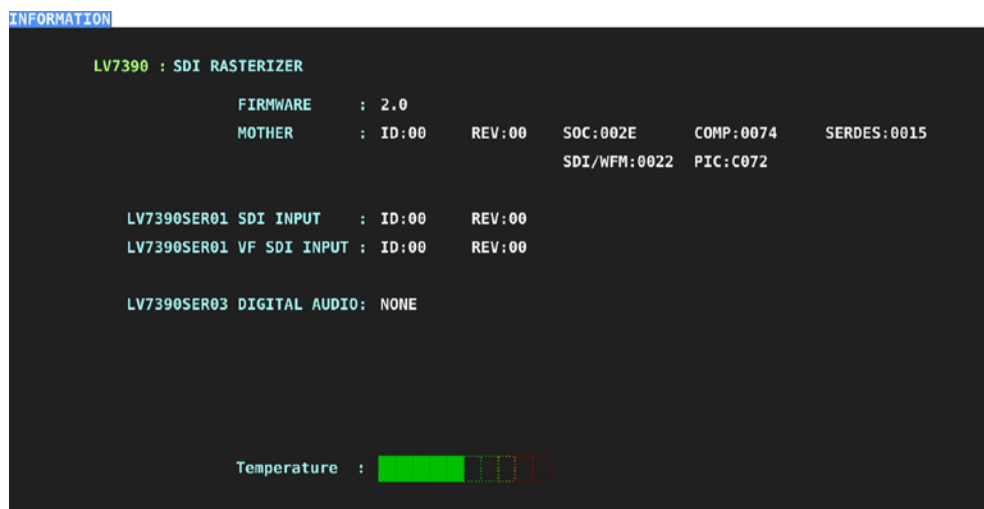 INFORMATION
LV7390 : SDI RASTERIZER
FIRMWARE : 2.0
MOTHER : ID:00 REV:00 SOC:002E COMP:0074 SERDES:0015
SDI/WFM:0022 PIC:C072
LV7390SER01 SDI INPUT : ID:00 REV:00
LV7390SER01 VF SDI INPUT : ID:00 REV:00
LV7390SER03 DIGITAL AUDIO: NONE
Temperature :